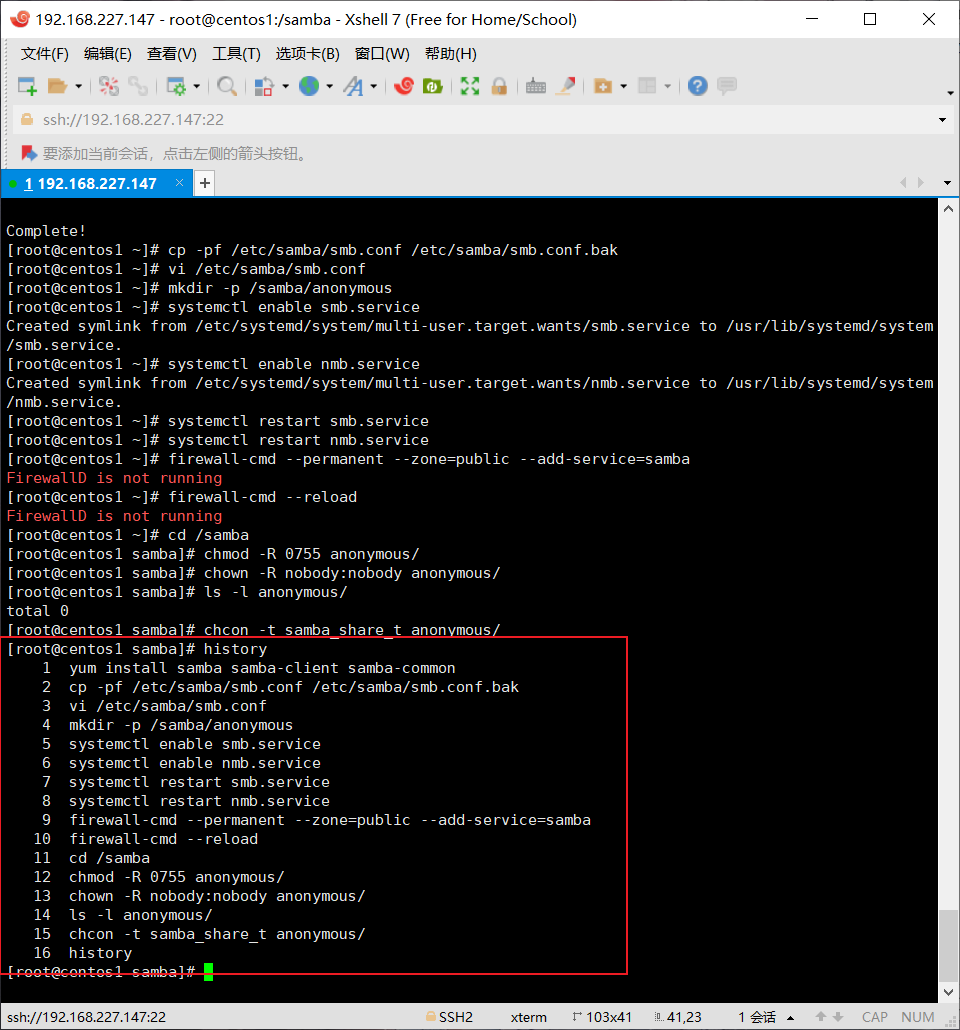 192.168.227.147 - root@centos1:/samba - Xshell 7 (Free for Home/School)
文件(F) 编辑(E) 查看(V) 工具(T) 选项卡(B) 窗口(W) 帮助(H)
ssh://192.168.227.147:22
要添加当前会话，点击左侧的箭头按钮。
1 192.168.227.147 × +
Complete!
[root@centos1 ~]# cp -pf /etc/samba/smb.conf /etc/samba/smb.conf.bak
[root@centos1 ~]# vi /etc/samba/smb.conf
[root@centos1 ~]# mkdir -p /samba/anonymous
[root@centos1 ~]# systemctl enable smb.service
Created symlink from /etc/systemd/system/multi-user.target.wants/smb.service to /usr/lib/systemd/system
/smb.service.
[root@centos1 ~]# systemctl enable nmb.service
Created symlink from /etc/systemd/system/multi-user.target.wants/nmb.service to /usr/lib/systemd/system
/nmb.service.
[root@centos1 ~]# systemctl restart smb.service
[root@centos1 ~]# systemctl restart nmb.service
[root@centos1 ~]# firewall-cmd --permanent --zone=public --add-service=samba
FirewallD is not running
[root@centos1 ~]# firewall-cmd --reload
FirewallD is not running
[root@centos1 ~]# cd /samba
[root@centos1 samba]# chmod -R 0755 anonymous/
[root@centos1 samba]# chown -R nobody:nobody anonymous/
[root@centos1 samba]# ls -l anonymous/
total 0
[root@centos1 samba]# chcon -t samba_share_t anonymous/
[root@centos1 samba]# history
1 yum install samba samba-client samba-common
2 cp -pf /etc/samba/smb.conf /etc/samba/smb.conf.bak
3 vi /etc/samba/smb.conf
4 mkdir -p /samba/anonymous
5 systemctl enable smb.service
6 systemctl enable nmb.service
7 systemctl restart smb.service
8 systemctl restart nmb.service
9 firewall-cmd --permanent --zone=public --add-service=samba
10 firewall-cmd --reload
11 cd /samba
12 chmod -R 0755 anonymous/
13 chown -R nobody:nobody anonymous/
14 ls -l anonymous/
15 chcon -t samba_share_t anonymous/
16 history
[root@centos1 samba]#
ssh://192.168.227.147:22 SSH2 xterm 103x41 41,23 1 会话 CAP NUM